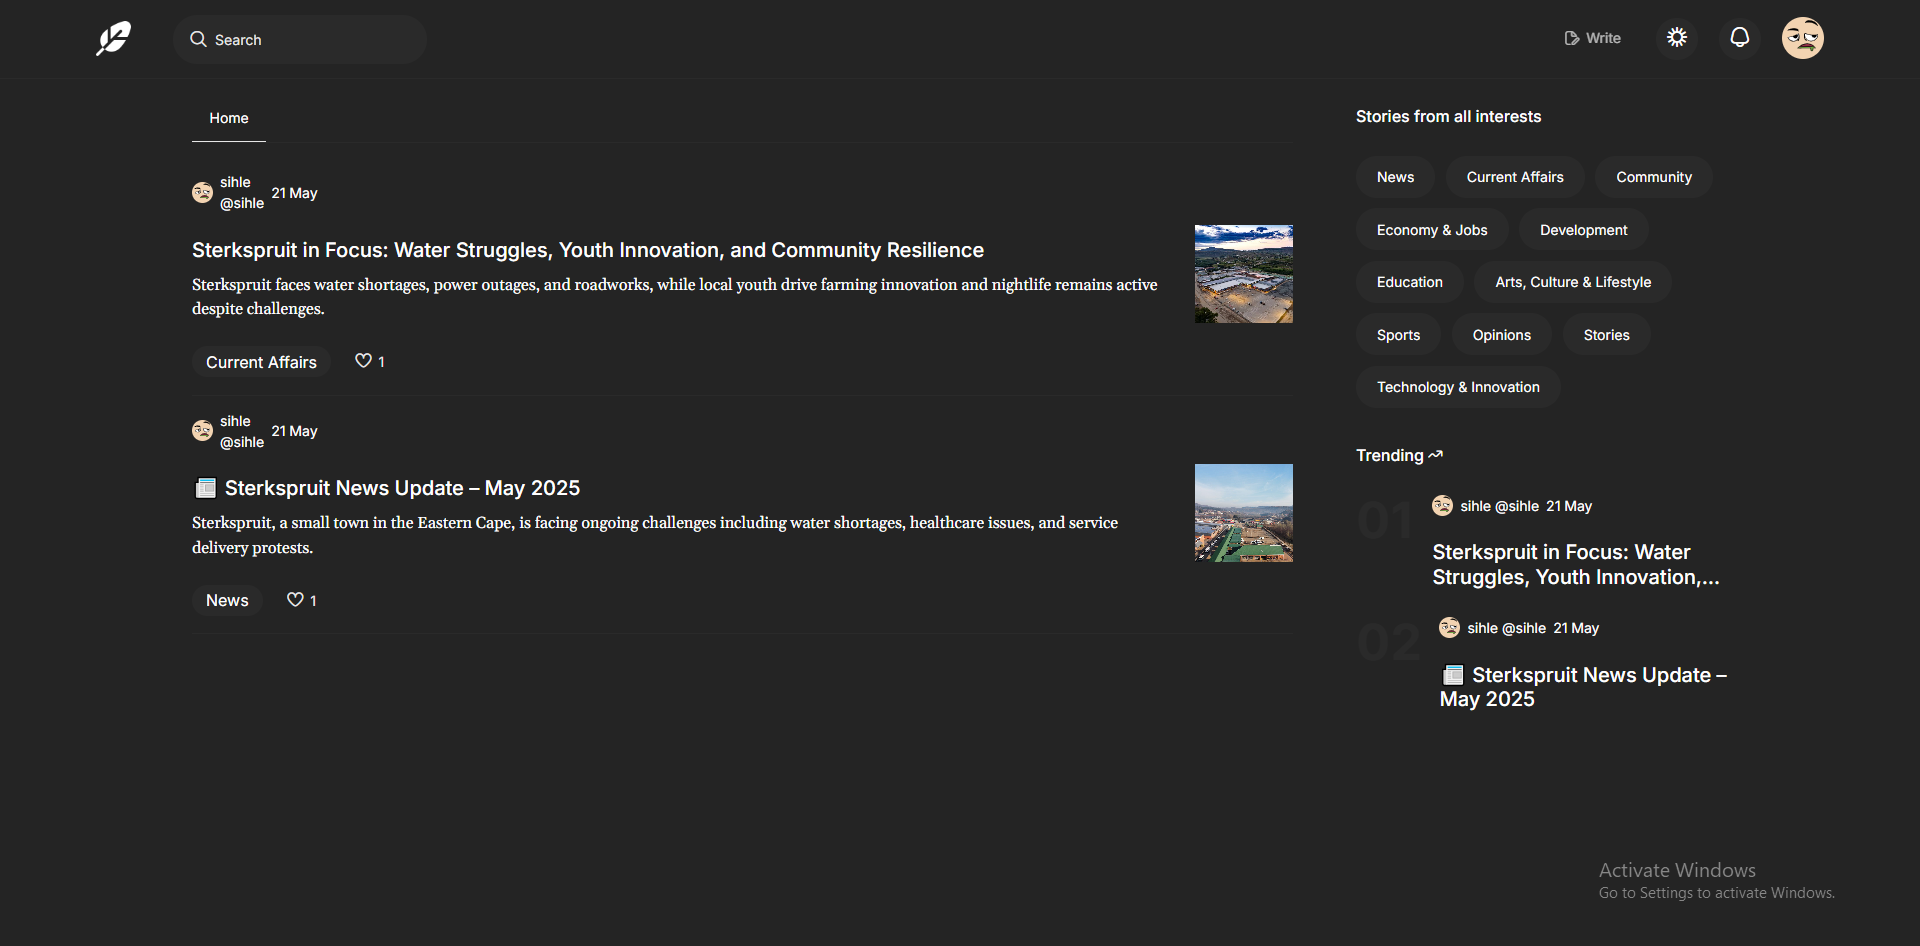 Search
Write
Home
sihle
@sihle
21 May
Sterkspruit in Focus: Water Struggles, Youth Innovation, and Community Resilience
Sterkspruit faces water shortages, power outages, and roadworks, while local youth drive farming innovation and nightlife remains active
despite challenges.
Current Affairs
1
sihle
@sihle
21 May
Sterkspruit News Update – May 2025
Sterkspruit, a small town in the Eastern Cape, is facing ongoing challenges including water shortages, healthcare issues, and service
delivery protests.
News
1
Stories from all interests
News Current Affairs Community
Economy & Jobs Development
Education Arts, Culture & Lifestyle
Sports Opinions Stories
Technology & Innovation
Trending
01
sihle @sihle 21 May
Sterkspruit in Focus: Water
Struggles, Youth Innovation,...
02
sihle @sihle 21 May
Sterkspruit News Update –
May 2025
Activate Windows
Go to Settings to activate Windows.